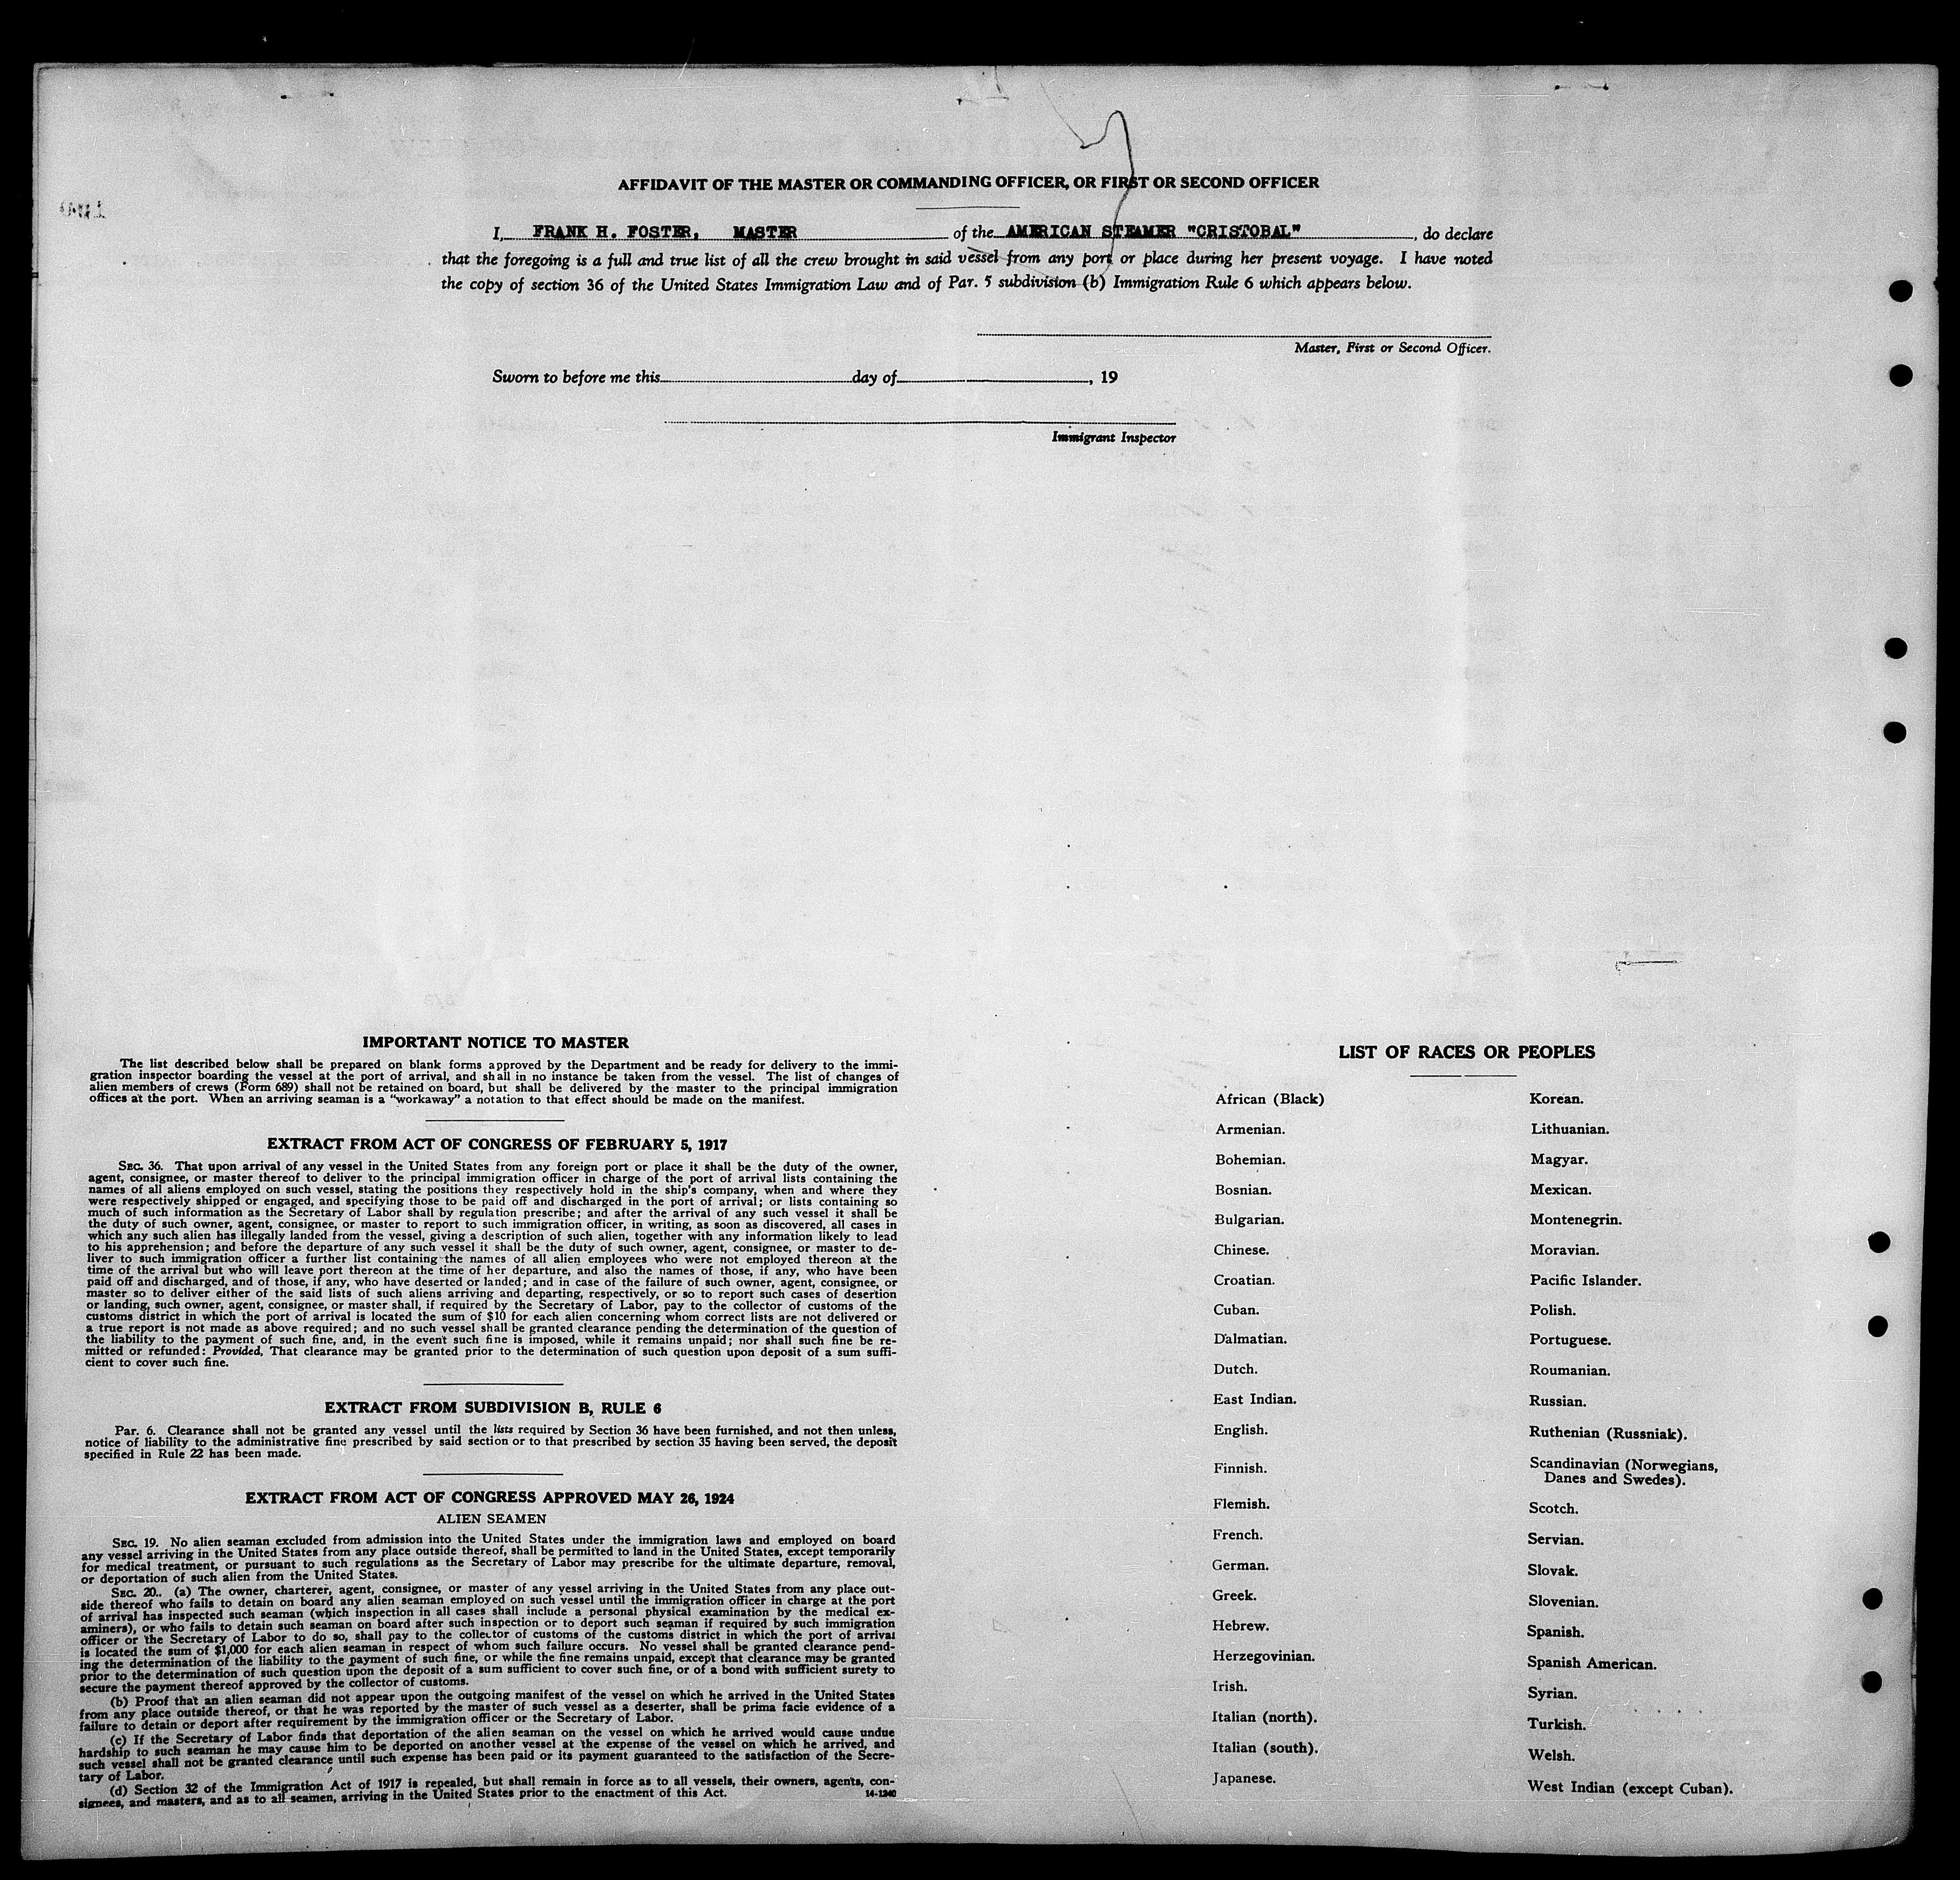 AFFIDAVIT OF THE MASTER OR COMMANDING OFFICER, OR FIRST OR SECOND OFFICER
I, FRANK H. FOSTER, MASTER of the AMERICAN STEAMER "CRISTOBAL", do declare
that the foregoing is a full and true list of all the crew brought in said vessel from any port or place during her present voyage. I have noted
the copy of section 36 of the United States Immigration Law and of Par. 5 subdivision (b) Immigration Rule 6 which appears below.
Master, First or Second Officer.
Sworn to before me this day of , 19
Immigrant Inspector
IMPORTANT NOTICE TO MASTER
The list described below shall be prepared on blank forms approved by the Department and be ready for delivery to the immi-
gration inspector boarding the vessel at the port of arrival, and shall in no instance be taken from the vessel. The list of changes of
alien members of crews (Form 689) shall not be retained on board, but shall be delivered by the master to the principal immigration
offices at the port. When an arriving seaman is a "workaway" a notation to that effect should be made on the manifest.
EXTRACT FROM ACT OF CONGRESS OF FEBRUARY 5, 1917
SEC. 36. That upon arrival of any vessel in the United States from any foreign port or place it shall be the duty of the owner,
agent, consignee, or master thereof to deliver to the principal immigration officer in charge of the port of arrival lists containing the
names of all aliens employed on such vessel, stating the positions they respectively hold in the ship's company, when and where they
were respectively shipped or engaged, and specifying those to be paid off and discharged in the port of arrival; or lists containing so
much of such information as the Secretary of Labor shall by regulation prescribe; and after the arrival of any such vessel it shall be
the duty of such owner, agent, consignee, or master to report to such immigration officer, in writing, as soon as discovered, all cases in
which any such alien has illegally landed from the vessel, giving a description of such alien, together with any information likely to lead
to his apprehension; and before the departure of any such vessel it shall be the duty of such owner, agent, consignee, or master to de-
liver to such immigration officer a further list containing the names of all alien employees who were not employed thereon at the
time of the arrival but who will leave port thereon at the time of her departure, and also the names of those, if any, who have been
paid off and discharged, and of those, if any, who have deserted or landed; and in case of the failure of such owner, agent, consignee, or
master so to deliver either of the said lists of such aliens arriving and departing, respectively, or so to report such cases of desertion
or landing, such owner, agent, consignee, or master shall, if required by the Secretary of Labor, pay to the collector of customs of the
customs district in which the port of arrival is located the sum of $10 for each alien concerning whom correct lists are not delivered or
a true report is not made as above required; and no such vessel shall be granted clearance pending the determination of the question of
the liability to the payment of such fine, and, in the event such fine is imposed, while it remains unpaid; nor shall such fine be re-
mitted or refunded: Provided, That clearance may be granted prior to the determination of such question upon deposit of a sum suffi-
cient to cover such fine.
EXTRACT FROM SUBDIVISION B, RULE 6
Par. 6. Clearance shall not be granted any vessel until the lists required by Section 36 have been furnished, and not then unless,
notice of liability to the administrative fine prescribed by said section or to that prescribed by section 35 having been served, the deposit
specified in Rule 22 has been made.
EXTRACT FROM ACT OF CONGRESS APPROVED MAY 26, 1924
ALIEN SEAMEN
SEC. 19. No alien seaman excluded from admission into the United States under the immigration laws and employed on board
any vessel arriving in the United States from any place outside thereof, shall be permitted to land in the United States, except temporarily
for medical treatment, or pursuant to such regulations as the Secretary of Labor may prescribe for the ultimate departure, removal,
or deportation of such alien from the United States.
SEC. 20.. (a) The owner, charterer, agent, consignee, or master of any vessel arriving in the United States from any place out-
side thereof who fails to detain on board any alien seaman employed on such vessel until the immigration officer in charge at the port
of arrival has inspected such seaman (which inspection in all cases shall include a personal physical examination by the medical ex-
aminers), or who fails to detain such seaman on board after such inspection or to deport such seaman if required by such immigration
officer or the Secretary of Labor to do so, shall pay to the collector of customs of the customs district in which the port of arrival
is located the sum of $1,000 for each alien seaman in respect of whom such failure occurs. No vessel shall be granted clearance pend-
ing the determination of the liability to the payment of such fine, or while the fine remains unpaid, except that clearance may be granted
prior to the determination of such question upon the deposit of a sum sufficient to cover such fine, or of a bond with sufficient surety to
secure the payment thereof approved by the collector of customs.
(b) Proof that an alien seaman did not appear upon the outgoing manifest of the vessel on which he arrived in the United States
from any place outside thereof, or that he was reported by the master of such vessel as a deserter, shall be prima facie evidence of a
failure to detain or deport after requirement by the immigration officer or the Secretary of Labor.
(c) If the Secretary of Labor finds that deportation of the alien seaman on the vessel on which he arrived would cause undue
hardship to such seaman he may cause him to be deported on another vessel at the expense of the vessel on which he arrived, and
such vessel shall not be granted clearance until such expense has been paid or its payment guaranteed to the satisfaction of the Secre-
tary of Labor.
(d) Section 32 of the Immigration Act of 1917 is repealed, but shall remain in force as to all vessels, their owners, agents, con-
signees, and masters, and as to all seamen, arriving in the United States prior to the enactment of this Act. 14-1240
LIST OF RACES OR PEOPLES
African (Black)
Armenian.
Bohemian.
Bosnian.
Bulgarian.
Chinese.
Croatian.
Cuban.
Dalmatian.
Dutch.
East Indian.
English.
Finnish.
Flemish.
French.
German.
Greek.
Hebrew.
Herzegovinian.
Irish.
Italian (north).
Italian (south).
Japanese.
Korean.
Lithuanian.
Magyar.
Mexican.
Montenegrin.
Moravian.
Pacific Islander.
Polish.
Portuguese.
Roumanian.
Russian.
Ruthenian (Russniak).
Scandinavian (Norwegians,
Danes and Swedes).
Scotch.
Servian.
Slovak.
Slovenian.
Spanish.
Spanish American.
Syrian.
Turkish.
Welsh.
West Indian (except Cuban).